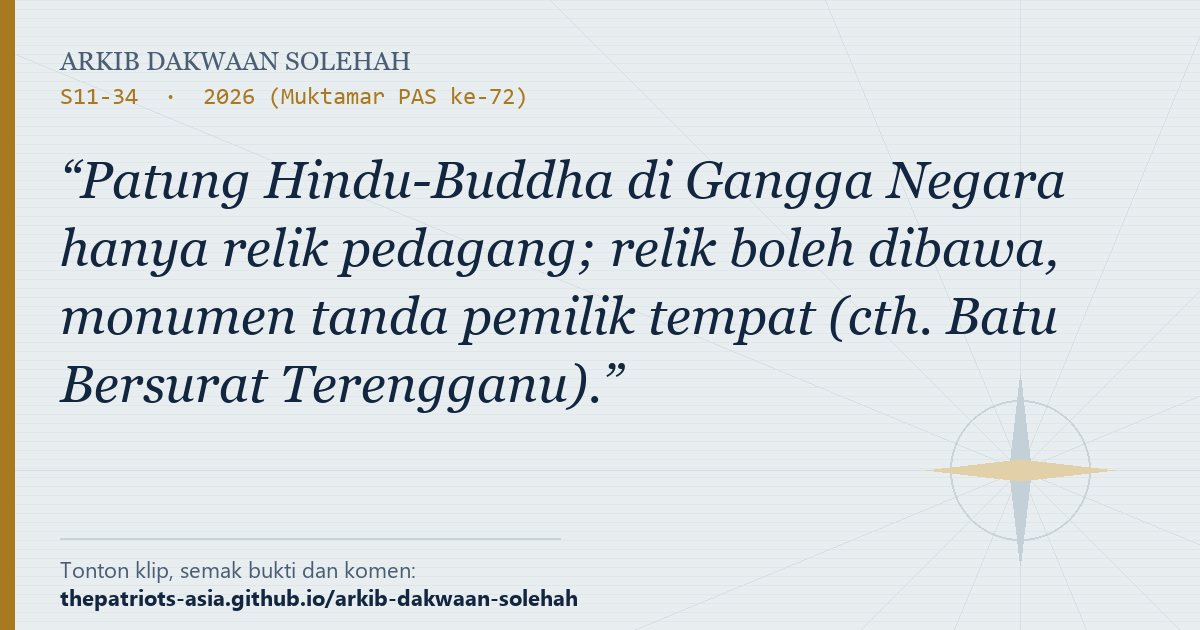 ARKIB DAKWAAN SOLEHAH
S11-34 · 2026 (Muktamar PAS ke-72)
“Patung Hindu-Buddha di Gangga Negara
hanya relik pedagang; relik boleh dibawa,
monumen tanda pemilik tempat (cth. Batu
Bersurat Terengganu).”
Tonton klip, semak bukti dan komen:
thepatriots-asia.github.io/arkib-dakwaan-solehah